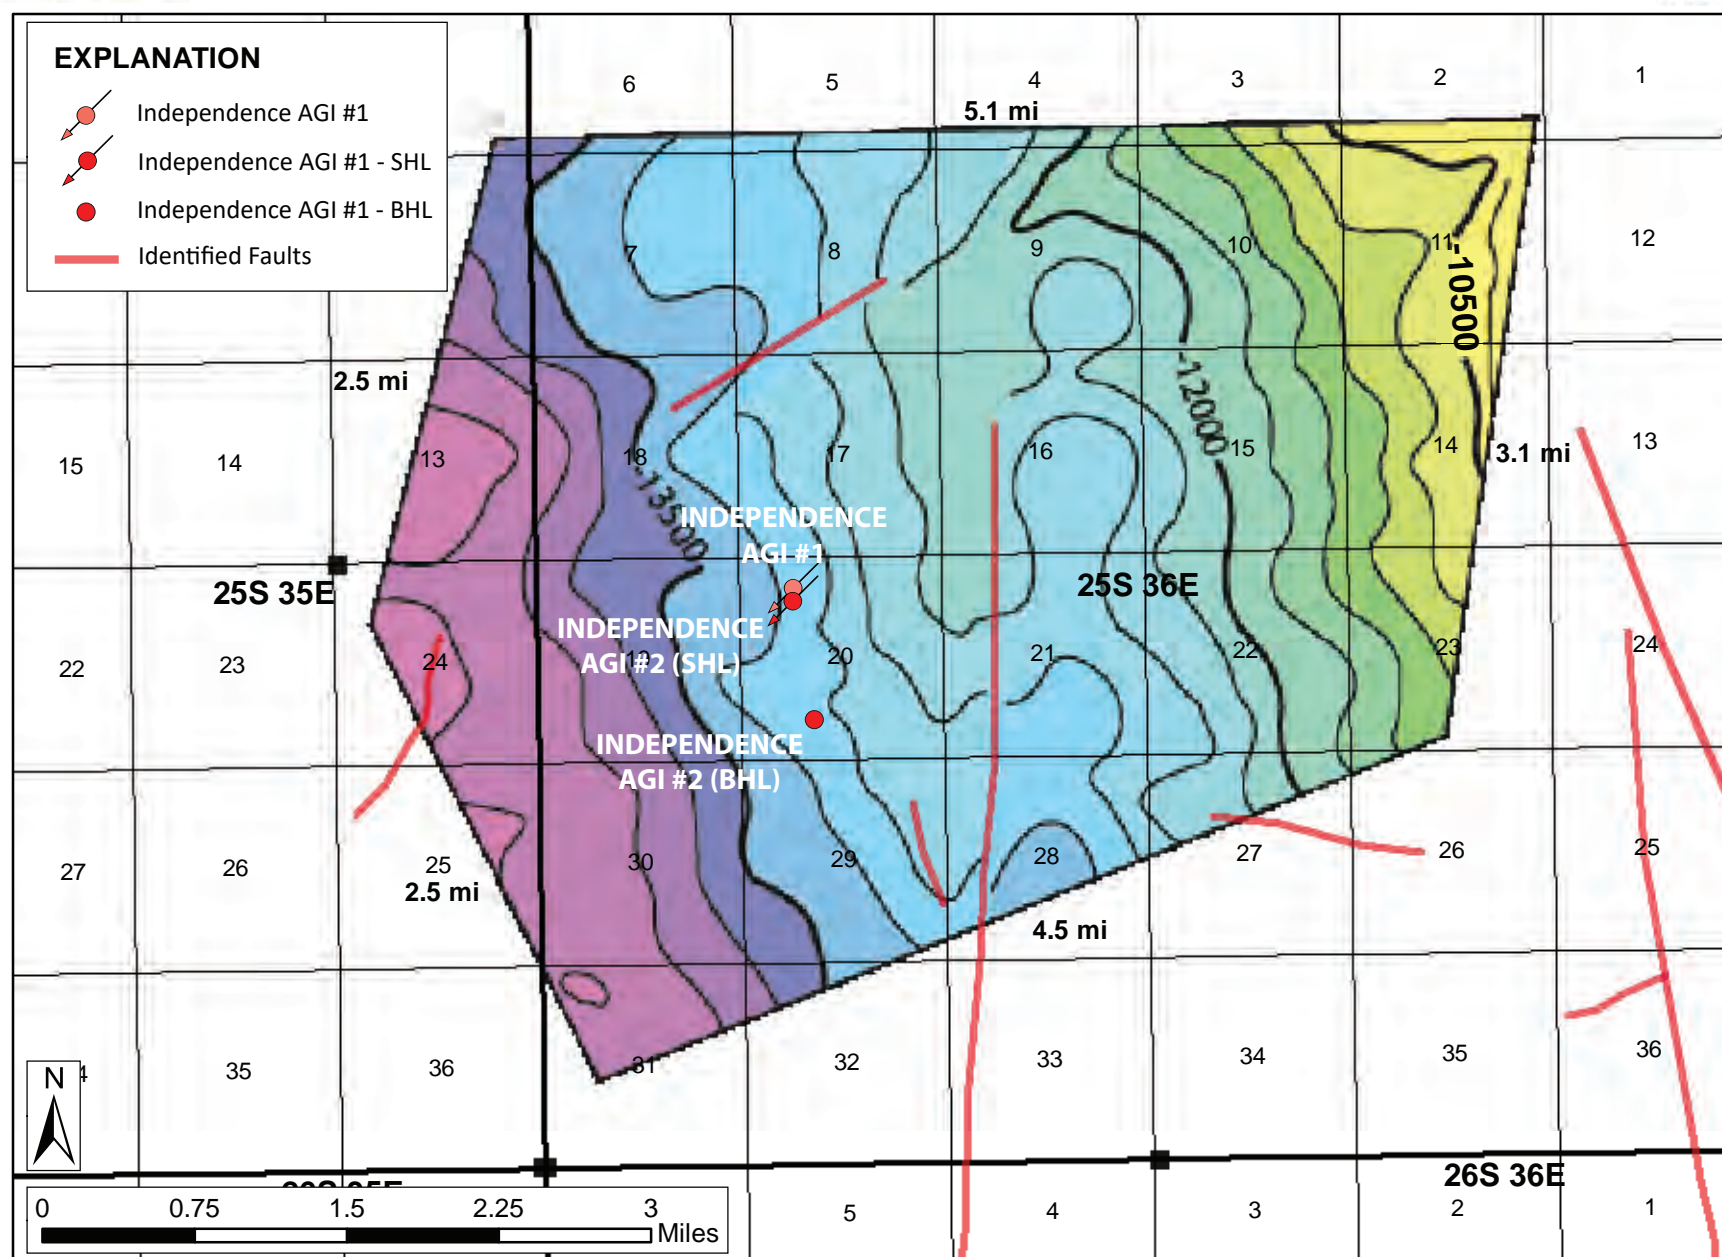 EXPLANATION
Independence AGI #1
Independence AGI #1 - SHL
Independence AGI #1 - BHL
Identified Faults
6 5 4 3 2 1
5.1 mi
7 8 9 10 11 12
-10500
2.5 mi
-12000
15 14 13 18 17 16 15 14 13
3.1 mi
-13500
INDEPENDENCE
AGI #1
25S 35E
25S 36E
INDEPENDENCE
AGI #2 (SHL)
22 23 24 19 20 21 22 23 24
INDEPENDENCE
AGI #2 (BHL)
27 26 25 30 29 28 27 26 25
2.5 mi
4.5 mi
35 36 31 32 33 34 35 36
N
26S 36E
0 0.75 1.5 2.25 3
Miles
5 4 3 2 1